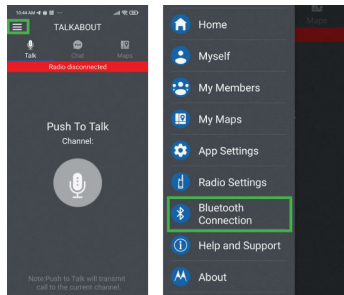 10:44 AM
TALKABOUT
Talk
Chat
Maps
Radio disconnected
Push To Talk
Channel:
Note:Push to Talk will transmit
call to the current channel.
Home
Myself
My Members
My Maps
App Settings
Radio Settings
Bluetooth
Connection
Help and Support
About
Maps